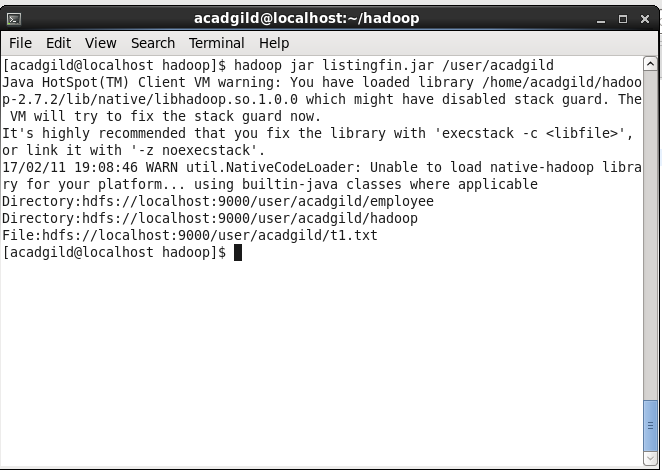 acadgild@localhost:~/hadoop
File Edit View Search Terminal Help
[acadgild@localhost hadoop]$ hadoop jar listingfin.jar /user/acadgild
Java HotSpot(TM) Client VM warning: You have loaded library /home/acadgild/hadoo
p-2.7.2/lib/native/libhadoop.so.1.0.0 which might have disabled stack guard. The
 VM will try to fix the stack guard now.
It's highly recommended that you fix the library with 'execstack -c <libfile>',
or link it with '-z noexecstack'.
17/02/11 19:08:46 WARN util.NativeCodeLoader: Unable to load native-hadoop libra
ry for your platform... using builtin-java classes where applicable
Directory:hdfs://localhost:9000/user/acadgild/employee
Directory:hdfs://localhost:9000/user/acadgild/hadoop
File:hdfs://localhost:9000/user/acadgild/t1.txt
[acadgild@localhost hadoop]$